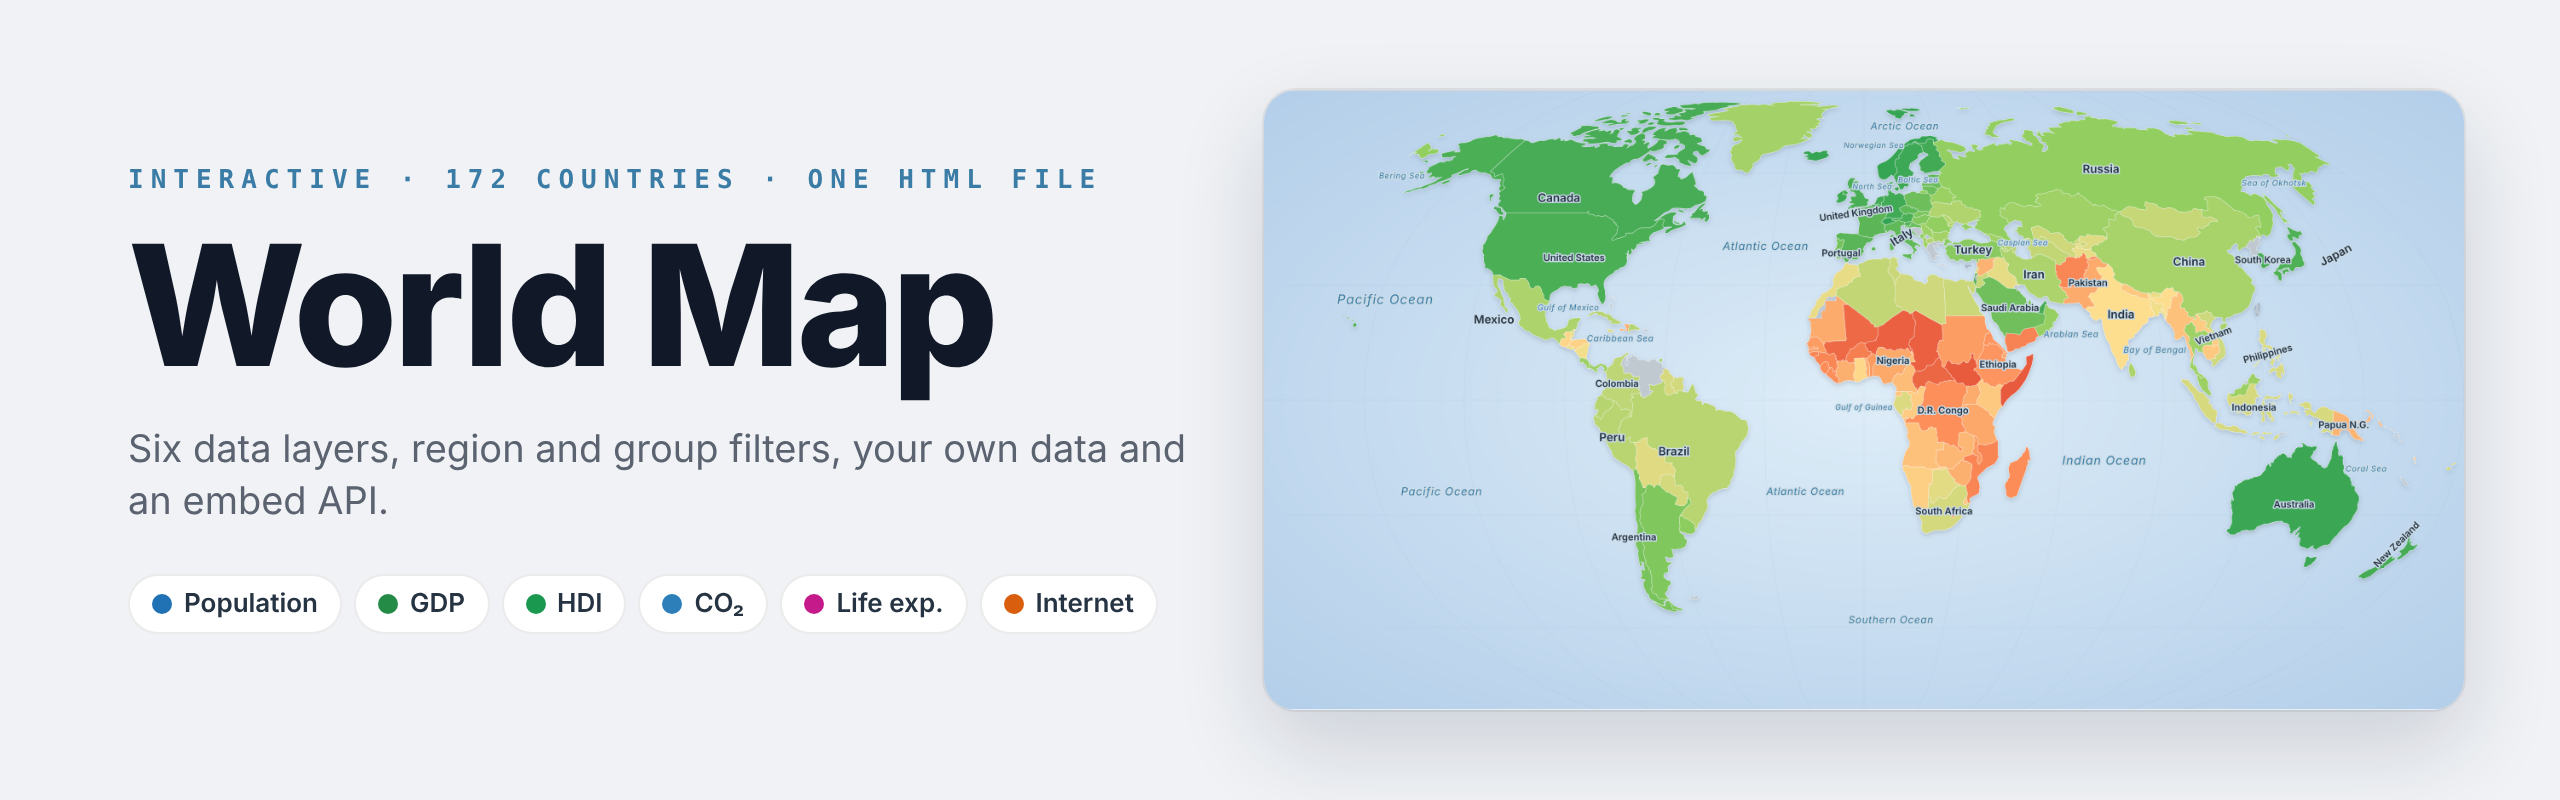 INTERACTIVE · 172 COUNTRIES · ONE HTML FILE
World Map
Six data layers, region and group filters, your own data and
an embed API.
Population
GDP
HDI
CO₂
Life exp.
Internet
Arctic Ocean
Norwegian Sea
Bering Sea
Russia
Baltic Sea
North Sea
Sea of Okhotsk
Canada
United Kingdom
Italy
Atlantic Ocean
Portugal
Turkey
Caspian Sea
United States
Japan
South Korea
China
Iran
Pakistan
Pacific Ocean
Gulf of Mexico
Saudi Arabia
Mexico
India
Caribbean Sea
Arabian Sea
Vietnam
Bay of Bengal
Philippines
Nigeria
Ethiopia
Colombia
Gulf of Guinea
D.R. Congo
Indonesia
Papua N.G.
Peru
Brazil
Indian Ocean
Coral Sea
Pacific Ocean
Atlantic Ocean
Australia
South Africa
Argentina
New Zealand
Southern Ocean